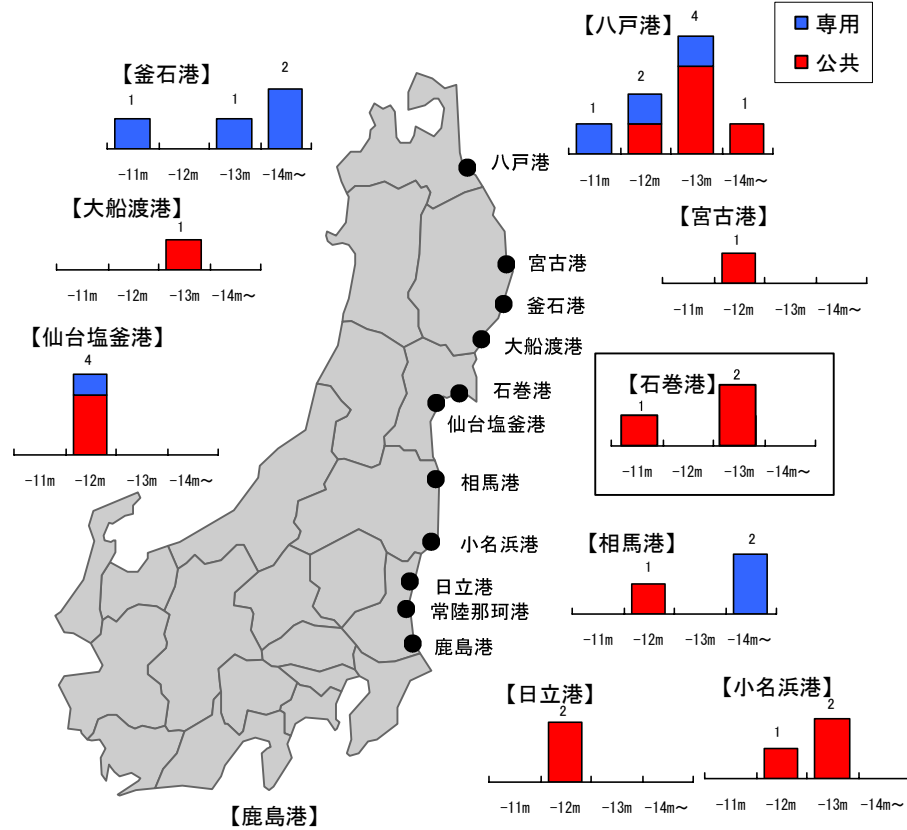 【八戸港】
専用
公共
1
2
4
1
-11m -12m -13m -14m～
【釜石港】
1
1
2
-11m -12m -13m -14m～
【大船渡港】
1
-11m -12m -13m -14m～
【仙台塩釜港】
4
-11m -12m -13m -14m～
八戸港
宮古港
釜石港
大船渡港
石巻港
仙台塩釜港
相馬港
小名浜港
日立港
常陸那珂港
鹿島港
【宮古港】
1
-11m -12m -13m -14m～
【石巻港】
1
2
-11m -12m -13m -14m～
【相馬港】
1
2
-11m -12m -13m -14m～
【日立港】
2
-11m -12m -13m -14m～
【小名浜港】
1
2
-11m -12m -13m -14m～
【鹿島港】